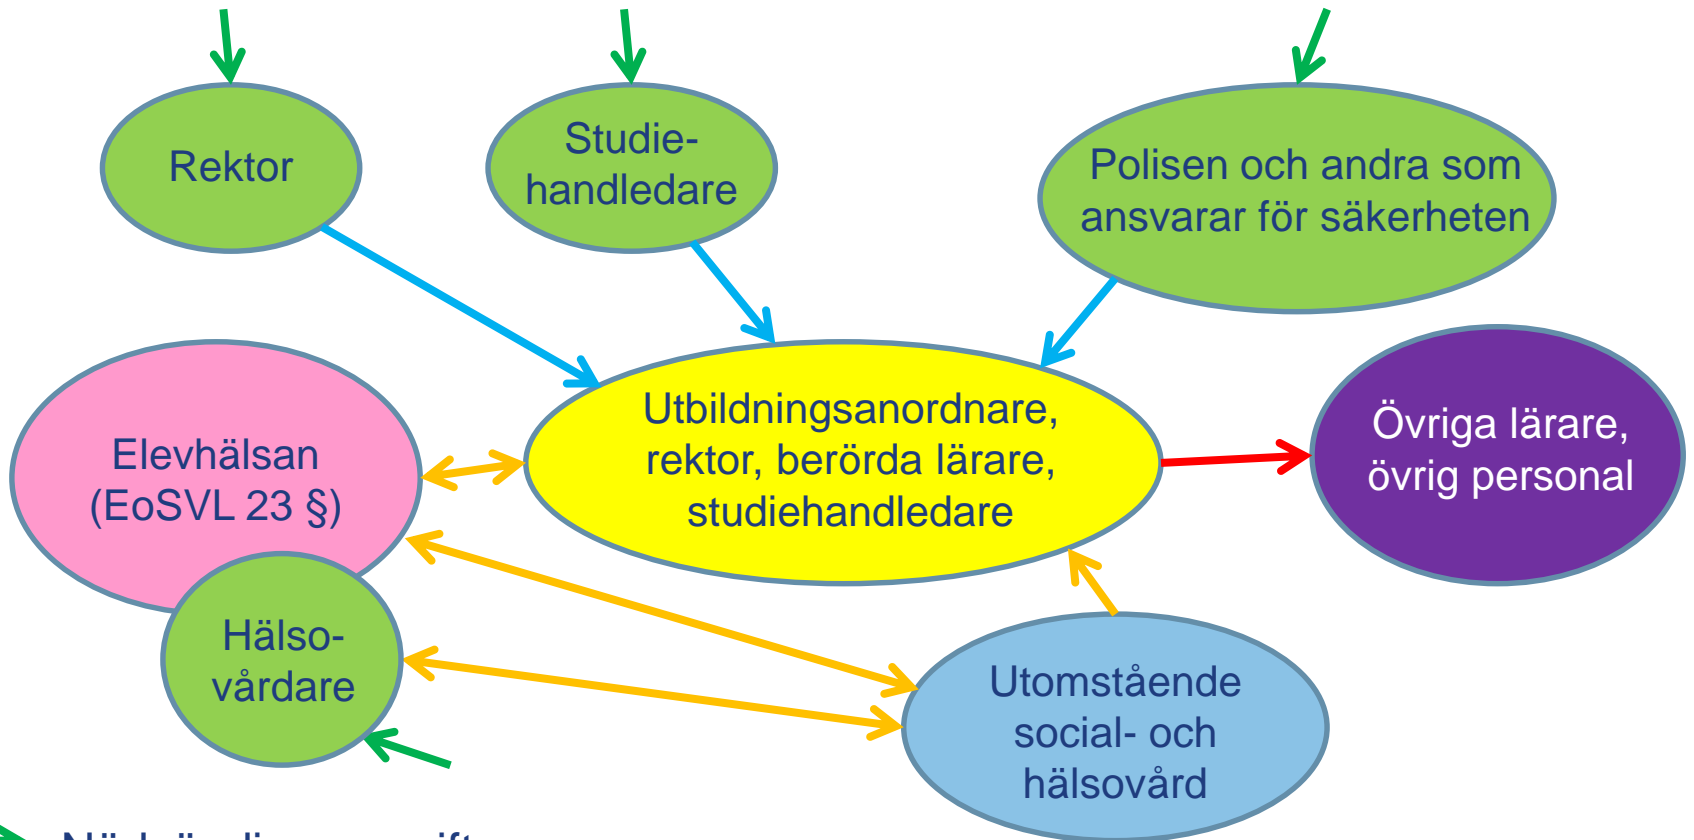 Rektor
Studie-
handledare
Polisen och andra som
ansvarar för säkerheten
Elevhälsan
(EoSVL 23 §)
Utbildningsanordnare,
rektor, berörda lärare,
studiehandledare
Övriga lärare,
övrig personal
Hälso-
vårdare
Utomstående
social- och
hälsovård